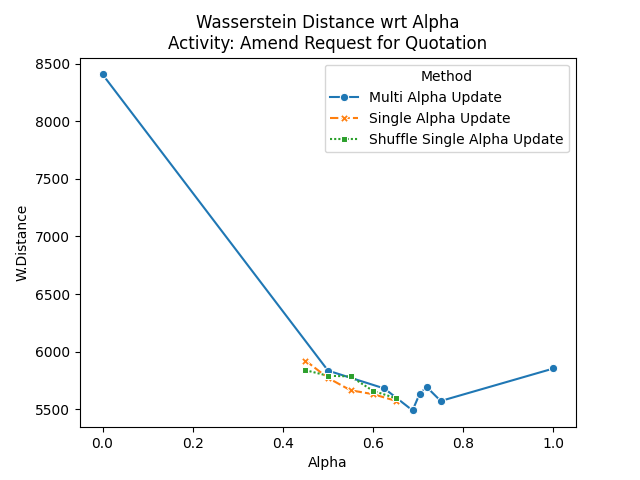 Wasserstein Distance wrt Alpha
Activity: Amend Request for Quotation
Method
Multi Alpha Update
Single Alpha Update
Shuffle Single Alpha Update
W.Distance
8500
8000
7500
7000
6500
6000
5500
0.0 0.2 0.4 0.6 0.8 1.0
Alpha